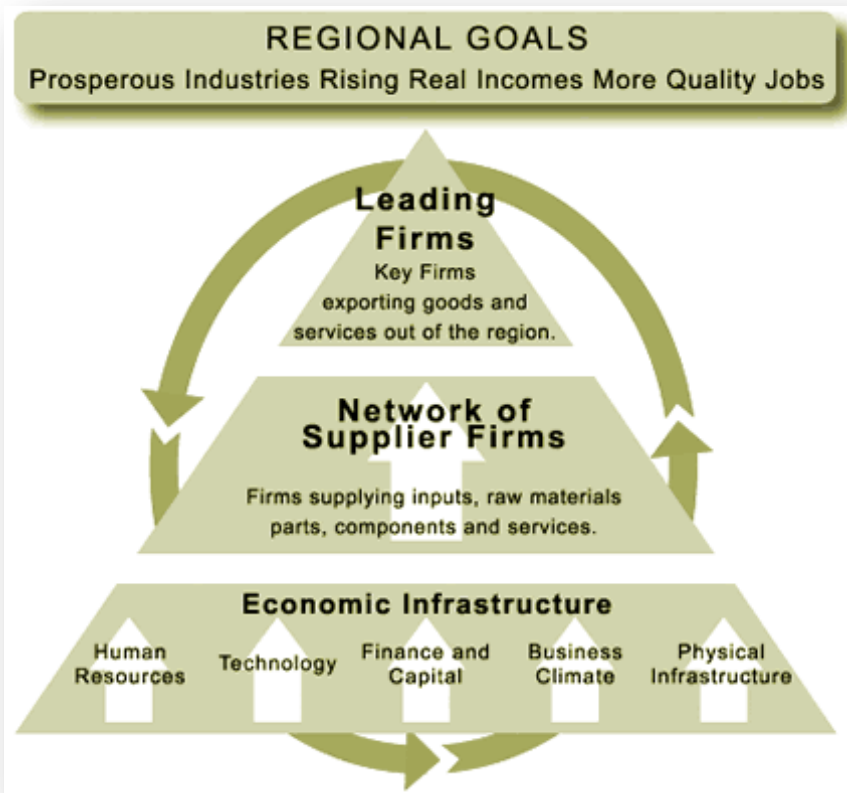 REGIONAL GOALS
Prosperous Industries Rising Real Incomes More Quality Jobs
Leading
Firms
Key Firms
exporting goods and
services out of the region.
Network of
Supplier Firms
Firms supplying inputs, raw materials
parts, components and services.
Economic Infrastructure
Human
Resources
Technology
Finance and
Capital
Business
Climate
Physical
Infrastructure